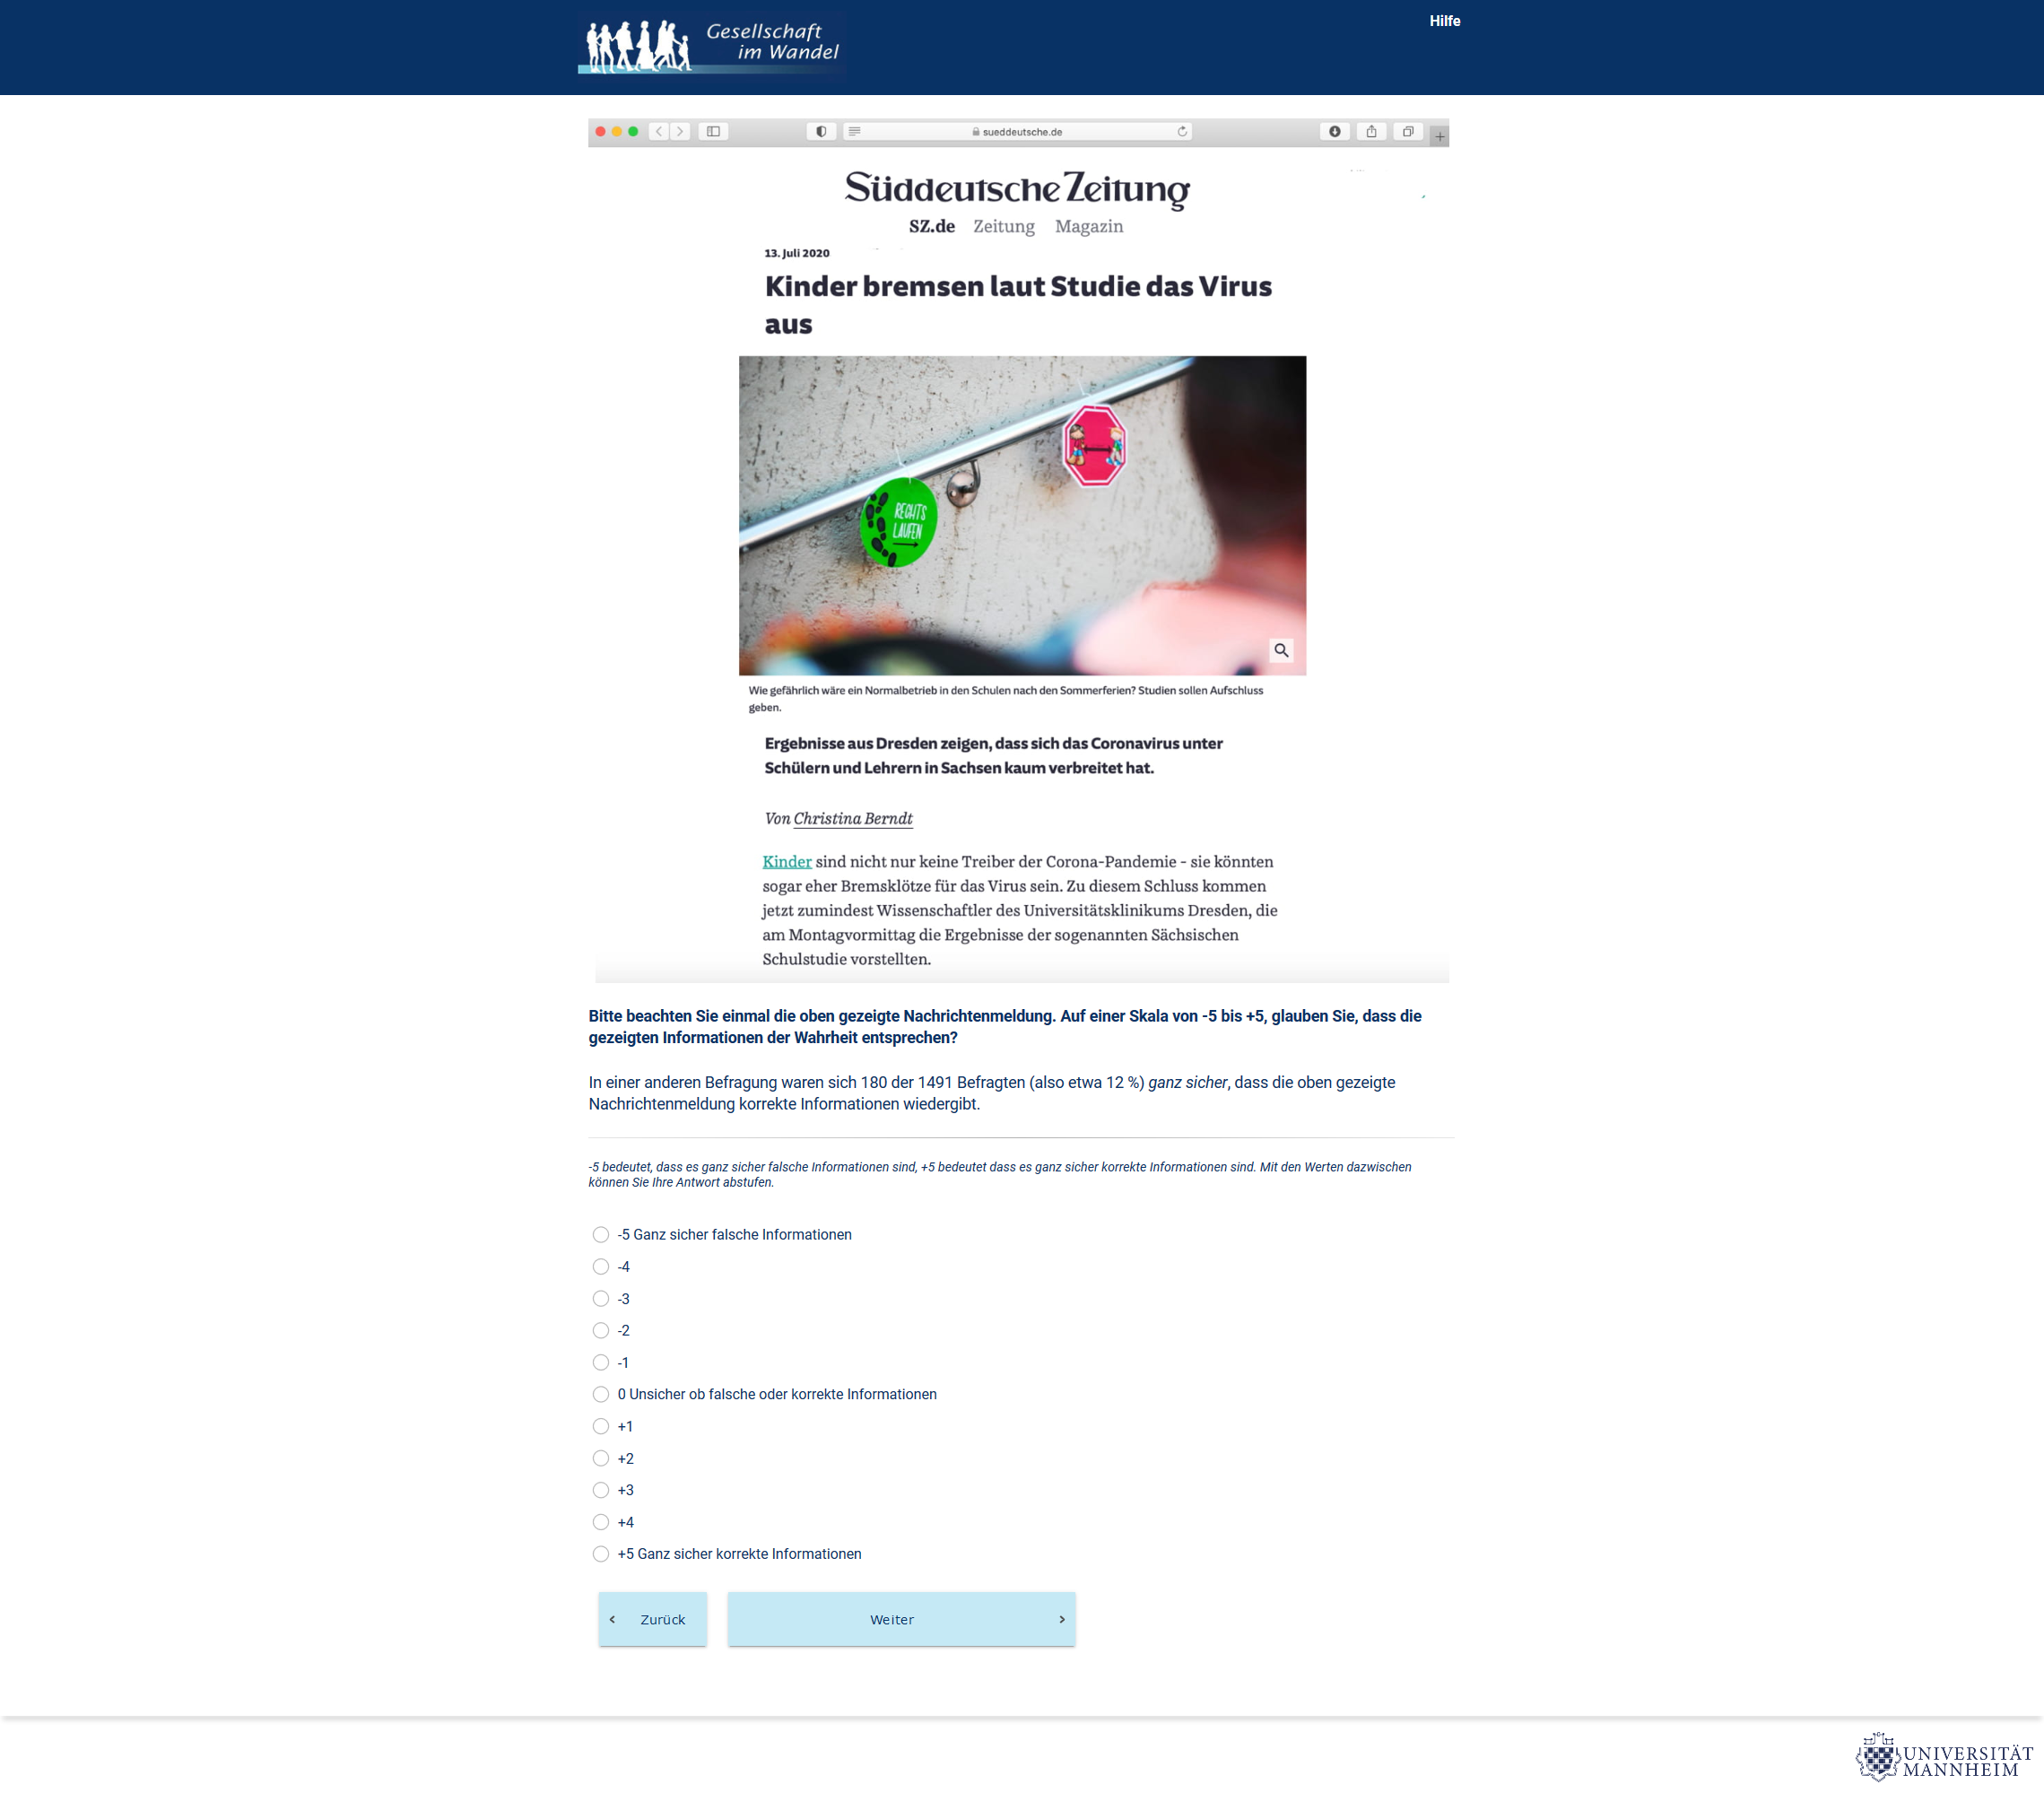 Gesellschaft
im Wandel
Hilfe
sueddeutsche.de
Süddeutsche Zeitung
SZ.de Zeitung Magazin
13. Juli 2020
Kinder bremsen laut Studie das Virus
aus
RECHTS
LAUFEN
Wie gefährlich wäre ein Normalbetrieb in den Schulen nach den Sommerferien? Studien sollen Aufschluss
geben.
Ergebnisse aus Dresden zeigen, dass sich das Coronavirus unter
Schülern und Lehrern in Sachsen kaum verbreitet hat.
Von Christina Berndt
Kinder sind nicht nur keine Treiber der Corona-Pandemie - sie könnten
sogar eher Bremsklötze für das Virus sein. Zu diesem Schluss kommen
jetzt zumindest Wissenschaftler des Universitätsklinikums Dresden, die
am Montagvormittag die Ergebnisse der sogenannten Sächsischen
Schulstudie vorstellten.
Bitte beachten Sie einmal die oben gezeigte Nachrichtenmeldung. Auf einer Skala von -5 bis +5, glauben Sie, dass die
gezeigten Informationen der Wahrheit entsprechen?
In einer anderen Befragung waren sich 180 der 1491 Befragten (also etwa 12 %) ganz sicher, dass die oben gezeigte
Nachrichtenmeldung korrekte Informationen wiedergibt.
-5 bedeutet, dass es ganz sicher falsche Informationen sind, +5 bedeutet dass es ganz sicher korrekte Informationen sind. Mit den Werten dazwischen
können Sie Ihre Antwort abstufen.
-5 Ganz sicher falsche Informationen
-4
-3
-2
-1
0 Unsicher ob falsche oder korrekte Informationen
+1
+2
+3
+4
+5 Ganz sicher korrekte Informationen
Zurück
Weiter
UNIVERSITÄT
MANNHEIM